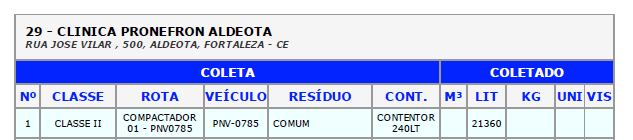 29 - CLINICA PRONEFRON ALDEOTA
RUA JOSE VILAR , 500, ALDEOTA, FORTALEZA - CE
COLETA COLETADO
Nº CLASSE ROTA VEÍCULO RESÍDUO CONT. M³ LIT KG UNI VIS
1 CLASSE II COMPACTADOR 01 - PNV0785 PNV-0785 COMUM CONTENTOR 240LT 21360